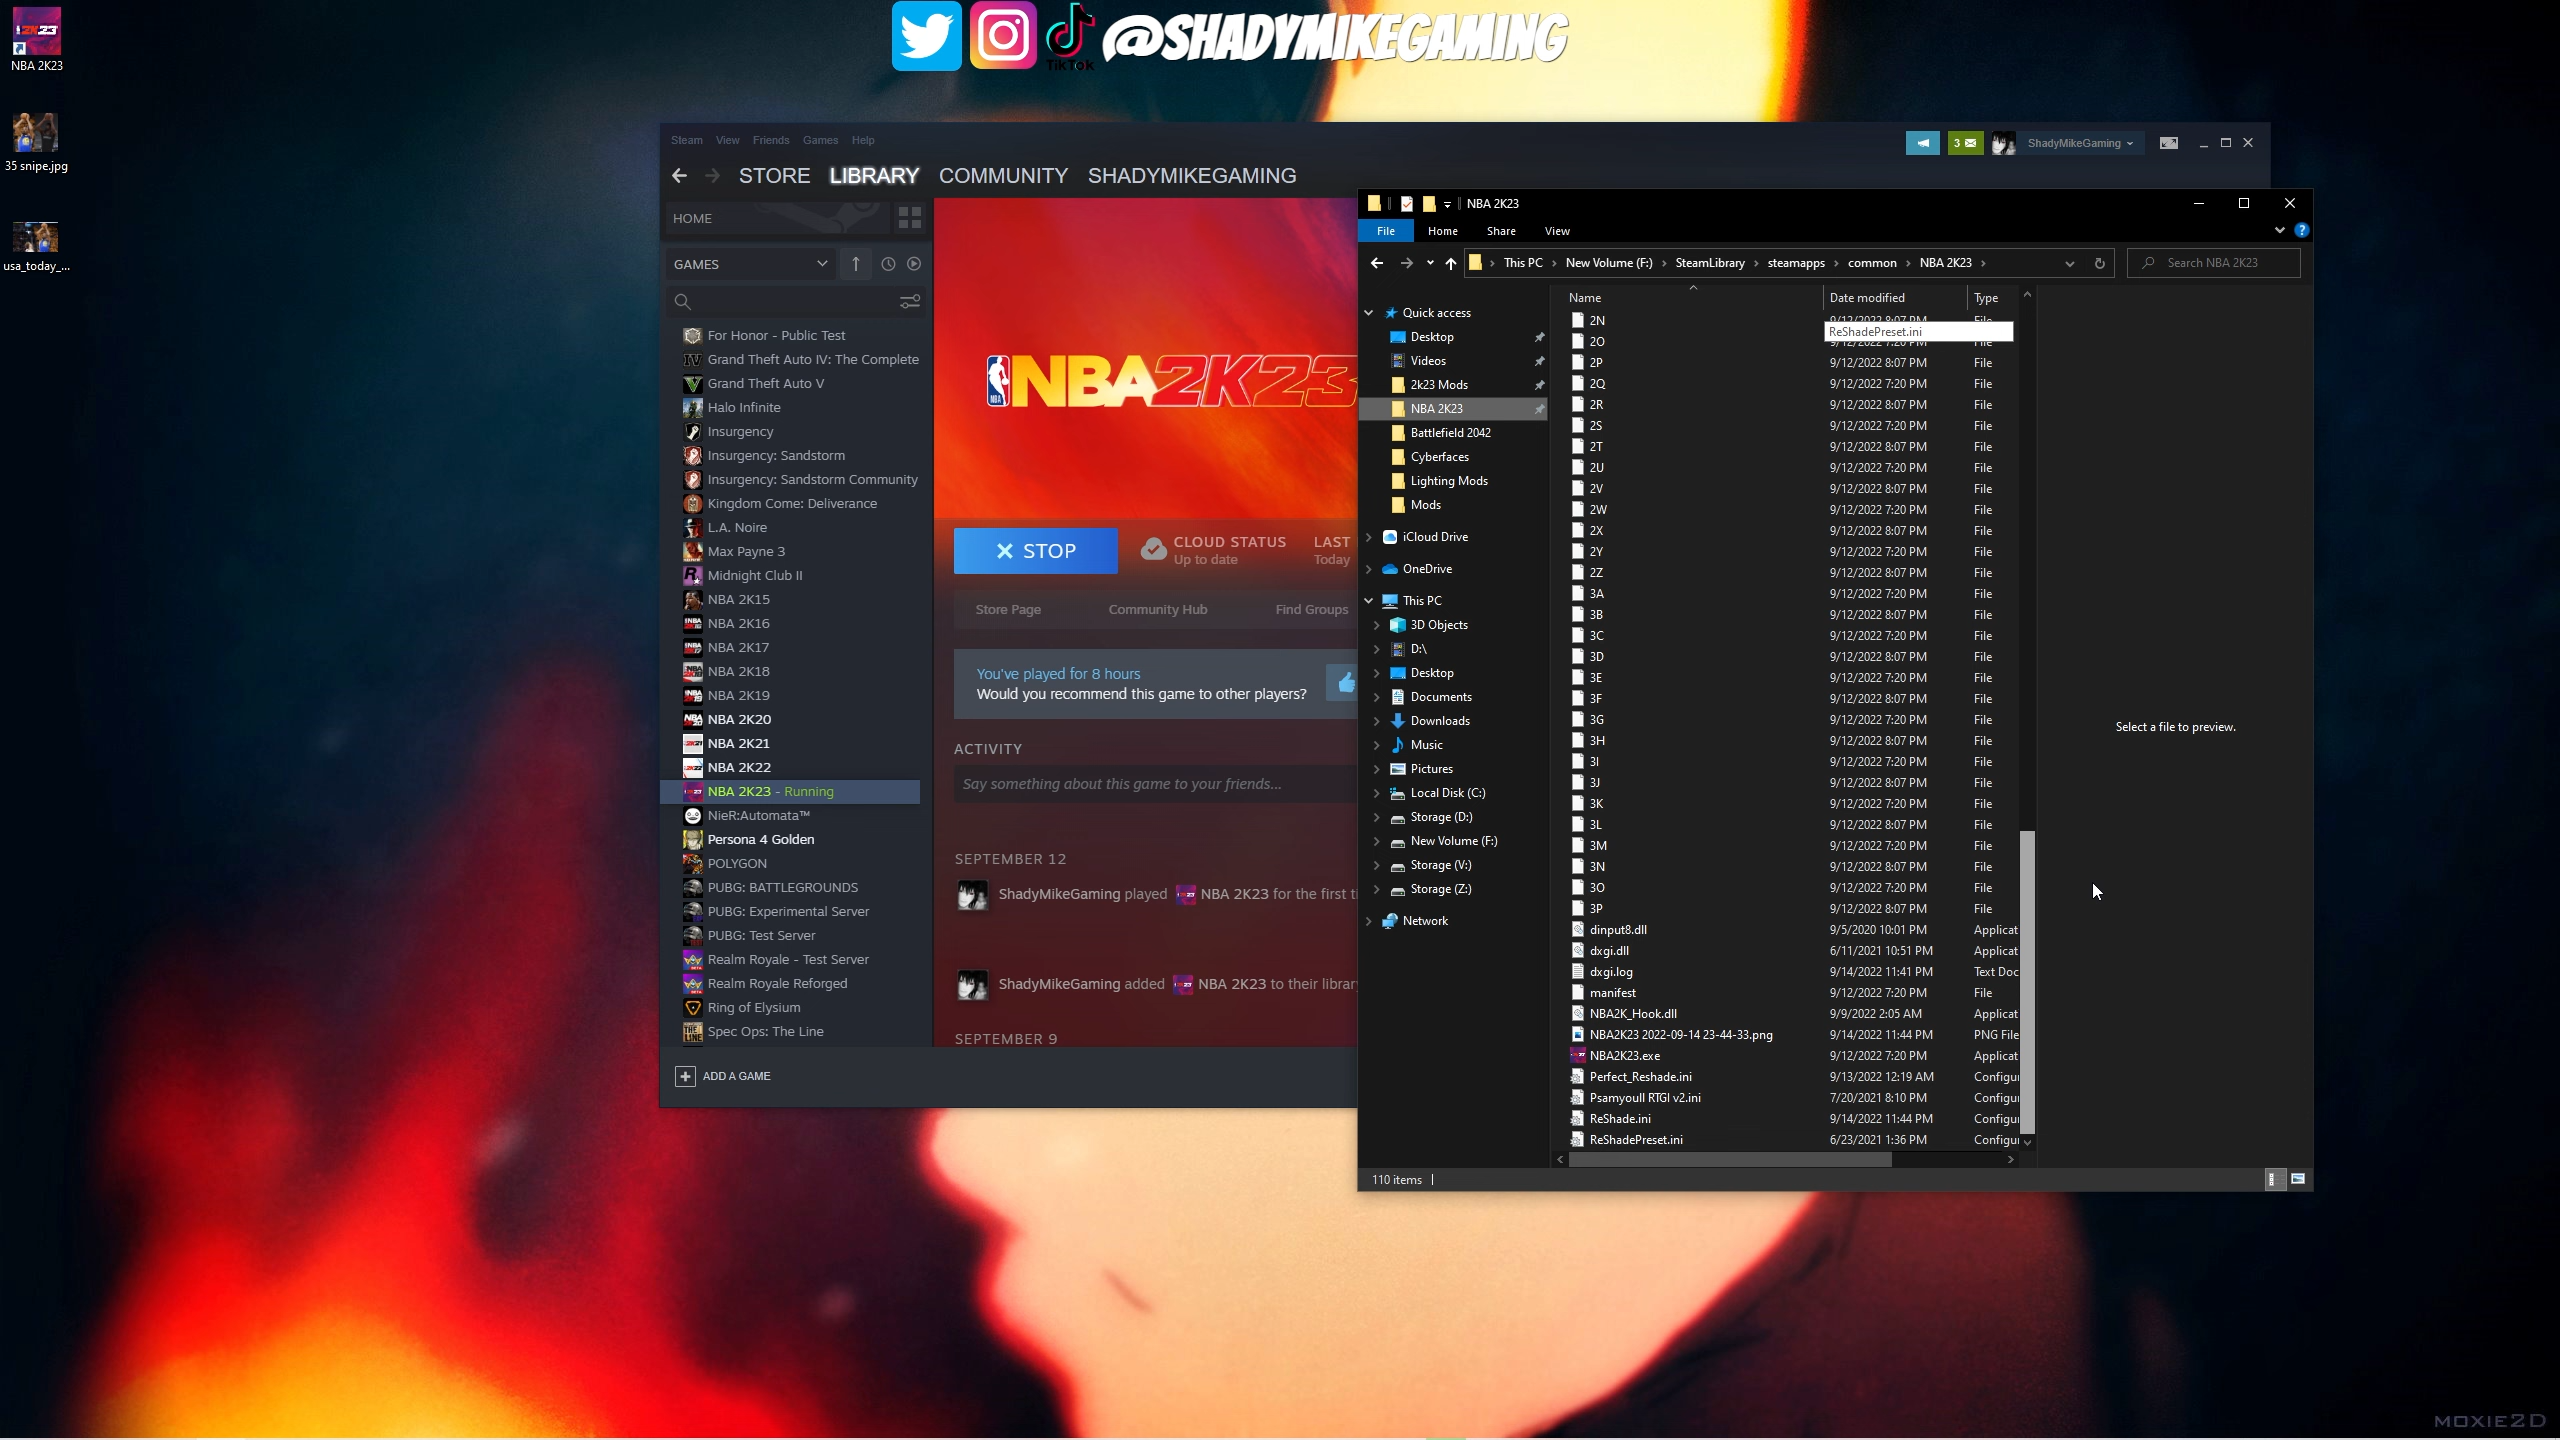 NBA 2K23
35 snipe.jpg
usa_today_...
TikTok
@SHADYMIKEGAMING
Steam View Friends Games Help
3
ShadyMikeGaming
STORE LIBRARY COMMUNITY SHADYMIKEGAMING
HOME
GAMES
For Honor - Public Test
Grand Theft Auto IV: The Complete
Grand Theft Auto V
Halo Infinite
Insurgency
Insurgency: Sandstorm
Insurgency: Sandstorm Community
Kingdom Come: Deliverance
L.A. Noire
Max Payne 3
Midnight Club II
NBA 2K15
NBA 2K16
NBA 2K17
NBA 2K18
NBA 2K19
NBA 2K20
NBA 2K21
NBA 2K22
NBA 2K23 - Running
NieR:Automata™
Persona 4 Golden
POLYGON
PUBG: BATTLEGROUNDS
PUBG: Experimental Server
PUBG: Test Server
Realm Royale - Test Server
Realm Royale Reforged
Ring of Elysium
Spec Ops: The Line
ADD A GAME
NBA2K23
STOP
CLOUD STATUS
Up to date
LAST
Today
Store Page Community Hub Find Groups
You've played for 8 hours
Would you recommend this game to other players?
ACTIVITY
Say something about this game to your friends...
SEPTEMBER 12
ShadyMikeGaming played NBA 2K23 for the first ti
ShadyMikeGaming added NBA 2K23 to their library
SEPTEMBER 9
NBA 2K23
File Home Share View
This PC New Volume (F:) SteamLibrary steamapps common NBA 2K23
Search NBA 2K23
Quick access
Desktop
Videos
2k23 Mods
NBA 2K23
Battlefield 2042
Cyberfaces
Lighting Mods
Mods
iCloud Drive
OneDrive
This PC
3D Objects
D:\
Desktop
Documents
Downloads
Music
Pictures
Local Disk (C:)
Storage (D:)
New Volume (F:)
Storage (V:)
Storage (Z:)
Network
Name Date modified Type
2N 9/12/2022 8:07 PM File
ReShadePreset.ini
2O 9/12/2022 7:20 PM File
2P 9/12/2022 8:07 PM File
2Q 9/12/2022 7:20 PM File
2R 9/12/2022 8:07 PM File
2S 9/12/2022 7:20 PM File
2T 9/12/2022 8:07 PM File
2U 9/12/2022 7:20 PM File
2V 9/12/2022 8:07 PM File
2W 9/12/2022 7:20 PM File
2X 9/12/2022 8:07 PM File
2Y 9/12/2022 7:20 PM File
2Z 9/12/2022 8:07 PM File
3A 9/12/2022 7:20 PM File
3B 9/12/2022 8:07 PM File
3C 9/12/2022 7:20 PM File
3D 9/12/2022 8:07 PM File
3E 9/12/2022 7:20 PM File
3F 9/12/2022 8:07 PM File
3G 9/12/2022 7:20 PM File
3H 9/12/2022 8:07 PM File
3I 9/12/2022 7:20 PM File
3J 9/12/2022 8:07 PM File
3K 9/12/2022 7:20 PM File
3L 9/12/2022 8:07 PM File
3M 9/12/2022 7:20 PM File
3N 9/12/2022 8:07 PM File
3O 9/12/2022 7:20 PM File
3P 9/12/2022 8:07 PM File
dinput8.dll 9/5/2020 10:01 PM Applicat
dxgi.dll 6/11/2021 10:51 PM Applicat
dxgi.log 9/14/2022 11:41 PM Text Doc
manifest 9/12/2022 7:20 PM File
NBA2K_Hook.dll 9/9/2022 2:05 AM Applicat
NBA2K23 2022-09-14 23-44-33.png 9/14/2022 11:44 PM PNG File
NBA2K23.exe 9/12/2022 7:20 PM Applicat
Perfect_Reshade.ini 9/13/2022 12:19 AM Configu
Psamyoull RTGI v2.ini 7/20/2021 8:10 PM Configu
ReShade.ini 9/14/2022 11:44 PM Configu
ReShadePreset.ini 6/23/2021 1:36 PM Configu
110 items
Select a file to preview.
MOXIE2D